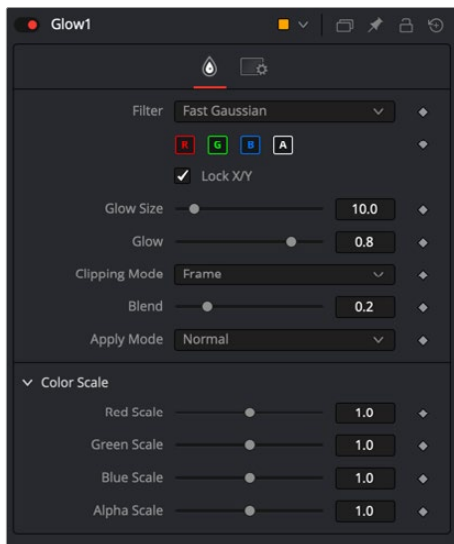 Glow1
Filter Fast Gaussian
R G B A
Lock X/Y
Glow Size 10.0
Glow 0.8
Clipping Mode Frame
Blend 0.2
Apply Mode Normal
Color Scale
Red Scale 1.0
Green Scale 1.0
Blue Scale 1.0
Alpha Scale 1.0